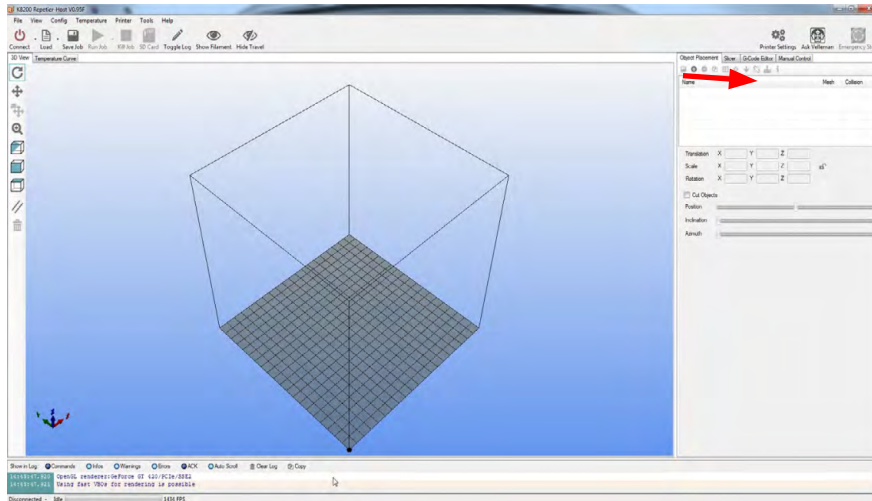 K8200 Repetier-Host V0.95F
File View Config Temperature Printer Tools Help
Connect Load Save Job Run Job Kill Job SD Card Toggle Log Show Filament Hide Travel Printer Settings Ask Velleman Emergency St
3D View Temperature Curve
Object Placement Slicer G-Code Editor Manual Control
Name Mesh Collision
Translation X Y Z
Scale X Y Z
Rotation X Y Z
Cut Objects
Position
Inclination
Azimuth
Show in Log Commands Infos Warnings Errors ACK Auto Scroll Clear Log Copy
OpenGL renderer:GeForce GT 420/PCIe/SSE2
Using fast VBOs for rendering is possible
Disconnected - Idle 1434 FPS